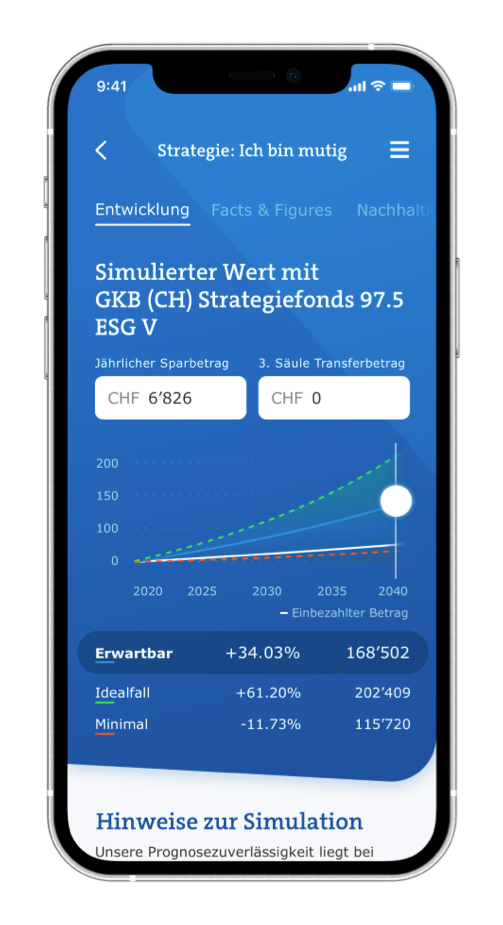 9:41
Strategie: Ich bin mutig
Entwicklung Facts & Figures Nachhalti
Simulierter Wert mit
GKB (CH) Strategiefonds 97.5
ESG V
Jährlicher Sparbetrag 3. Säule Transferbetrag
CHF 6’826 CHF 0
200
150
100
0
2020 2025 2030 2035 2040
Einbezahlter Betrag
Erwartbar +34.03% 168’502
Idealfall +61.20% 202’409
Minimal -11.73% 115’720
Hinweise zur Simulation
Unsere Prognosezuverlässigkeit liegt bei